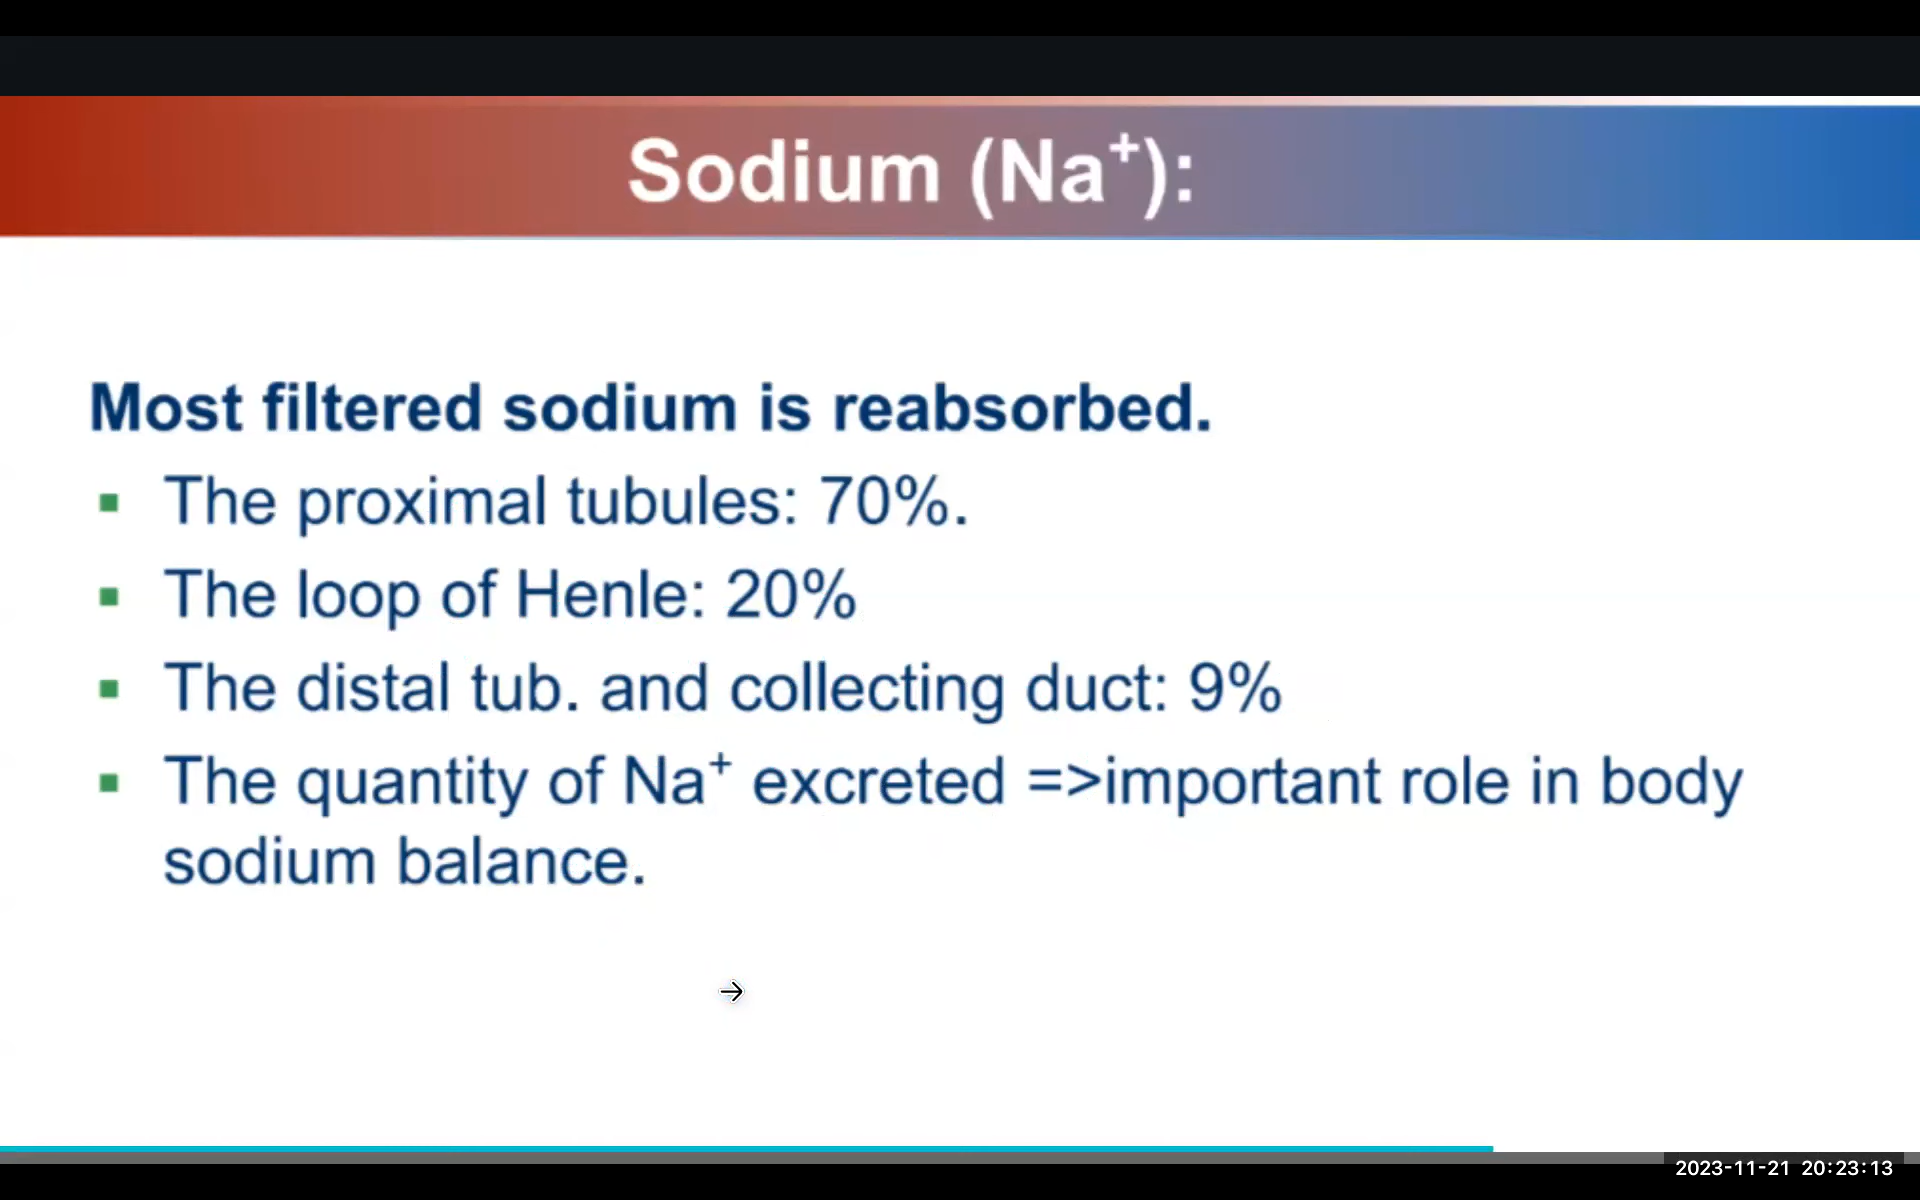 Sodium (Na⁺):
Most filtered sodium is reabsorbed.
▪ The proximal tubules: 70%.
▪ The loop of Henle: 20%
▪ The distal tub. and collecting duct: 9%
▪ The quantity of Na⁺ excreted =>important role in body
sodium balance.
2023-11-21 20:23:13